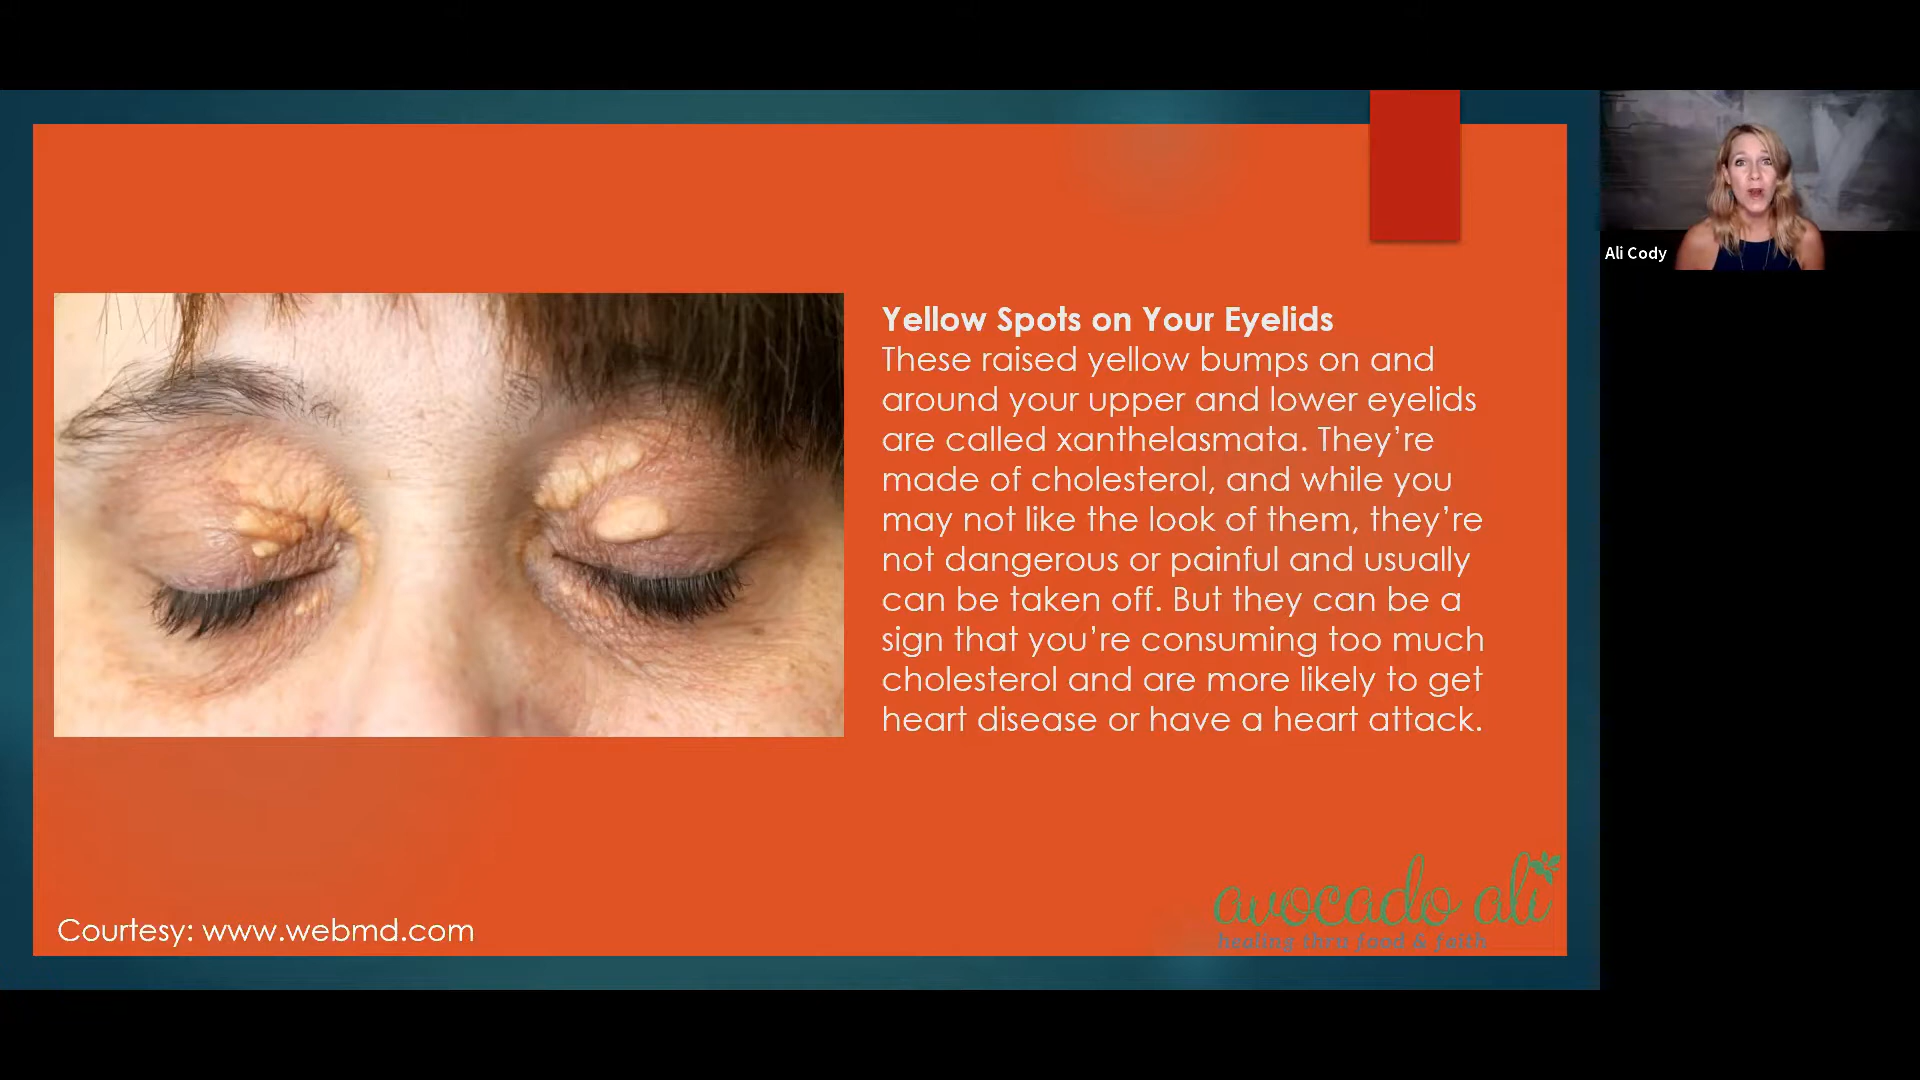 Ali Cody
Yellow Spots on Your Eyelids
These raised yellow bumps on and
around your upper and lower eyelids
are called xanthelasmata. They’re
made of cholesterol, and while you
may not like the look of them, they’re
not dangerous or painful and usually
can be taken off. But they can be a
sign that you’re consuming too much
cholesterol and are more likely to get
heart disease or have a heart attack.
Courtesy: www.webmd.com
avocado ali
healing thru food & faith